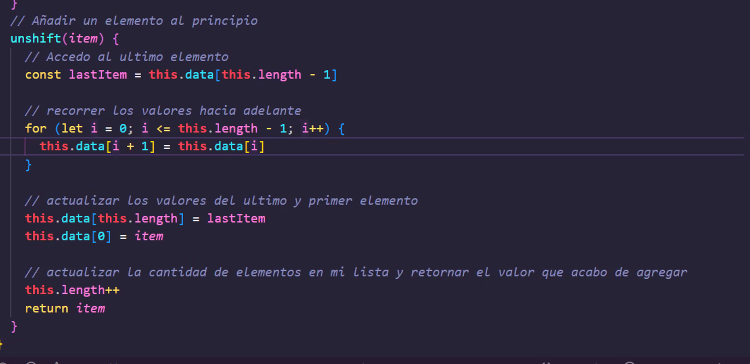 }
// Añadir un elemento al principio
unshift(item) {
// Accedo al ultimo elemento
const lastItem = this.data[this.length - 1]
// recorrer los valores hacia adelante
for (let i = 0; i <= this.length - 1; i++) {
this.data[i + 1] = this.data[i]
}
// actualizar los valores del ultimo y primer elemento
this.data[this.length] = lastItem
this.data[0] = item
// actualizar la cantidad de elementos en mi lista y retornar el valor que acabo de agregar
this.length++
return item
}
}